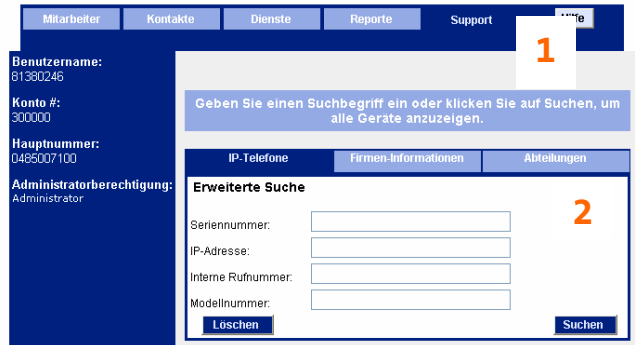 Mitarbeiter Kontakte Dienste Reporte Support
1
Benutzername:
81380246
Konto #:
300000
Hauptnummer:
0485007100
Administratorberechtigung:
Administrator
Geben Sie einen Suchbegriff ein oder klicken Sie auf Suchen, um
alle Geräte anzuzeigen.
IP-Telefone Firmen-Informationen Abteilungen
Erweiterte Suche
2
Seriennummer:
IP-Adresse:
Interne Rufnummer:
Modellnummer:
Löschen Suchen